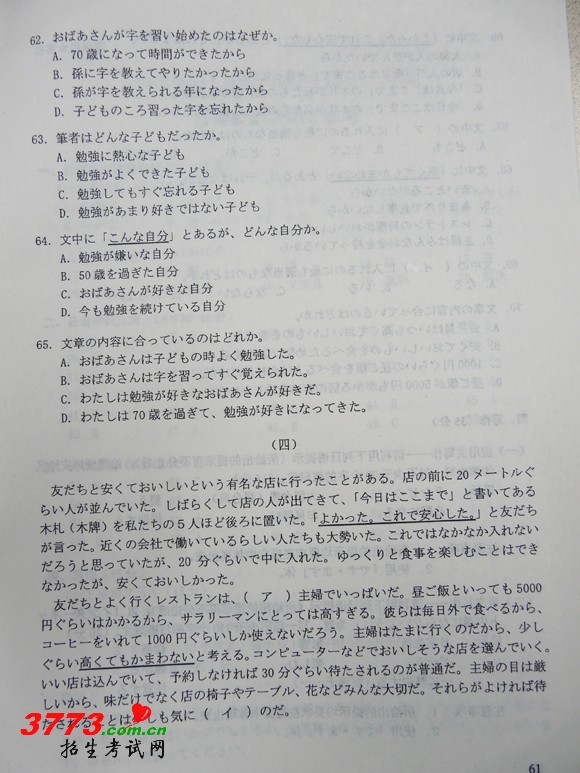 62. おばあさんが字を習い始めたのはなぜか。
A. 70歳になって時間ができたから
B. 孫に字を教えてやりたかったから
C. 孫が字を教えられる年になったから
D. 子どものころ習った字を忘れたから
63. 筆者はどんな子どもだったか。
A. 勉強に熱心な子ども
B. 勉強がよくできた子ども
C. 勉強してもすぐ忘れる子ども
D. 勉強があまり好きではない子ども
64. 文中に「こんな自分」とあるが、どんな自分か。
A. 勉強が嫌いな自分
B. 50歳を過ぎた自分
C. おばあさんが好きな自分
D. 今も勉強を続けている自分
65. 文章の内容に合っているのはどれか。
A. おばあさんは子どもの時よく勉強した。
B. おばあさんは字を習ってすぐ覚えられた。
C. わたしは勉強が好きなおばあさんが好きだ。
D. わたしは70歳を過ぎて、勉強が好きになってきた。
(四)
友だちと安くておいしいという有名な店に行ったことがある。店の前に20メートルぐ
らい人が並んでいた。しばらくして店の人が出てきて、「今日はここまで」と書いてある
木札(木牌)を私たちの5人ほど後ろに置いた。「よかった。これで安心した。」と友だち
が言った。近くの会社で働いているらしい人たちも大勢いた。これではなかなか入れない
だろうと思っていたが、20分ぐらいで中に入れた。ゆっくりと食事を楽しむことはでき
なかったが、安くておいしかった。
友だちとよく行くレストランは、(ア)主婦でいっぱいだ。昼ご飯といっても5000
円ぐらいはかかるから、サラリーマンにとっては高すぎる。彼らは毎日外で食べるから、
コーヒーをいれて1000円ぐらいしか使えないだろう。主婦はたまに行くのだから、少し
ぐらい高くてもかまわないと考える。コンピューターなどでおいしそうな店を選んでいく。
いい店は込んでいて、予約しなければ30分ぐらい待たされるのが普通だ。主婦の目は厳
しいから、味だけでなく店の椅子やテーブル、花などみんな大切だ。それらがよければ待
たされることは しも気に(イ)のだ。
3773.com.cn
招生考试网
61